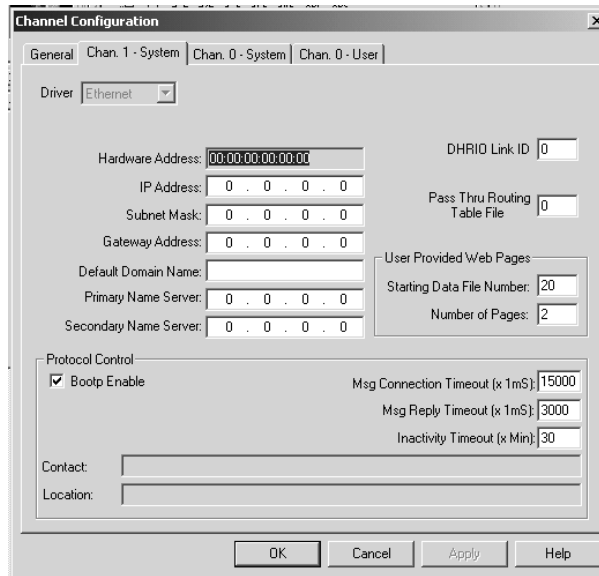 Channel Configuration
General
Chan. 1 - System
Chan. 0 - System
Chan. 0 - User
Driver Ethernet
Hardware Address: 00:00:00:00:00:00
DHRIO Link ID 0
IP Address: 0 . 0 . 0 . 0
Subnet Mask: 0 . 0 . 0 . 0
Pass Thru Routing
Table File 0
Gateway Address: 0 . 0 . 0 . 0
Default Domain Name:
Primary Name Server: 0 . 0 . 0 . 0
Secondary Name Server: 0 . 0 . 0 . 0
User Provided Web Pages
Starting Data File Number: 20
Number of Pages: 2
Protocol Control
Bootp Enable
Msg Connection Timeout (x 1mS): 15000
Msg Reply Timeout (x 1mS): 3000
Inactivity Timeout (x Min): 30
Contact:
Location:
OK
Cancel
Apply
Help